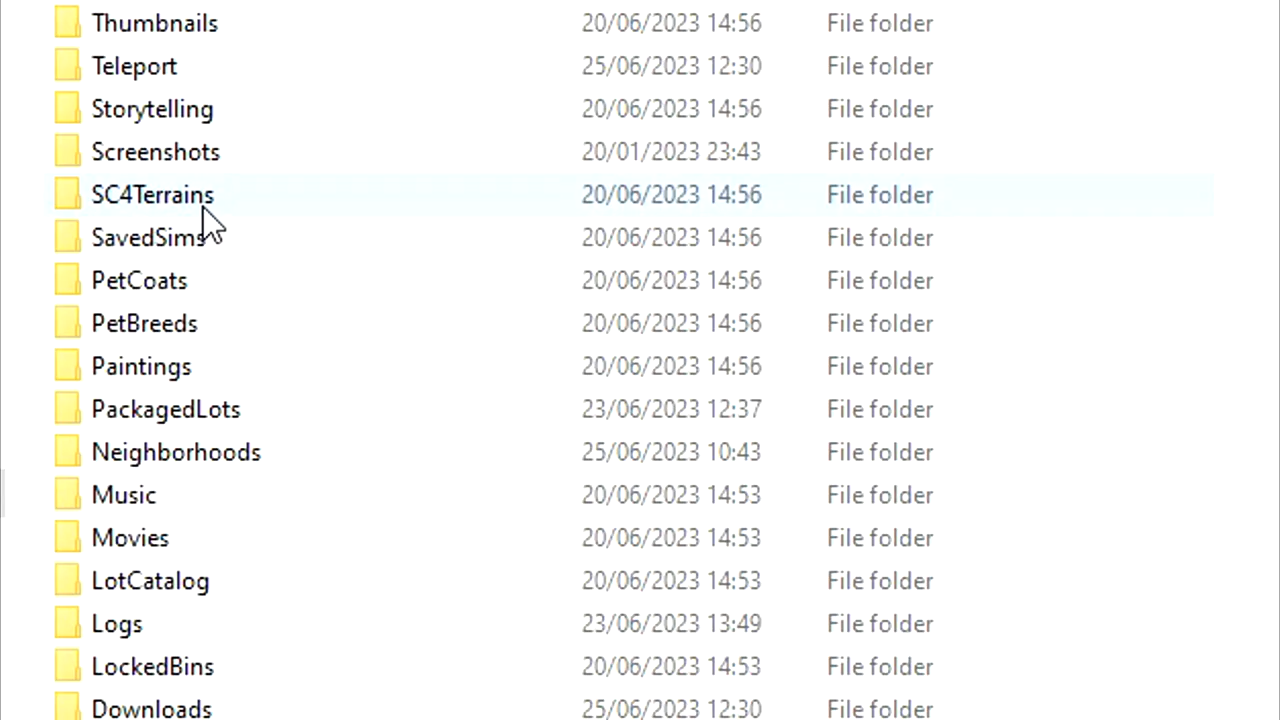 Thumbnails 20/06/2023 14:56 File folder
Teleport 25/06/2023 12:30 File folder
Storytelling 20/06/2023 14:56 File folder
Screenshots 20/01/2023 23:43 File folder
SC4Terrains 20/06/2023 14:56 File folder
SavedSims 20/06/2023 14:56 File folder
PetCoats 20/06/2023 14:56 File folder
PetBreeds 20/06/2023 14:56 File folder
Paintings 20/06/2023 14:56 File folder
PackagedLots 23/06/2023 12:37 File folder
Neighborhoods 25/06/2023 10:43 File folder
Music 20/06/2023 14:53 File folder
Movies 20/06/2023 14:53 File folder
LotCatalog 20/06/2023 14:53 File folder
Logs 23/06/2023 13:49 File folder
LockedBins 20/06/2023 14:53 File folder
Downloads 25/06/2023 12:30 File folder